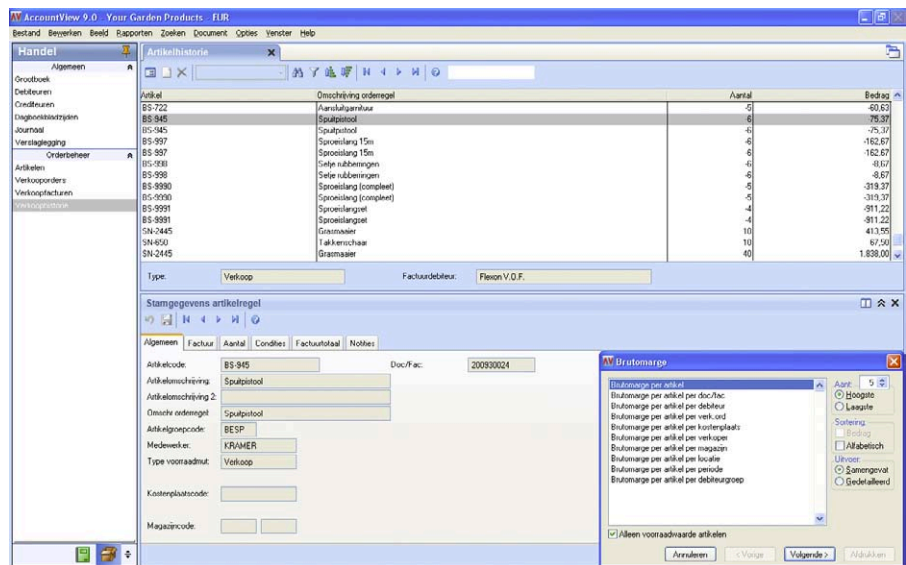 AccountView 9.0 - Your Garden Products - EUR
Bestand Bewerken Beeld Rapporten Zoeken Document Opties Venster Help
Handel
Algemeen
Grootboek
Debiteuren
Crediteuren
Dagboekbladzijden
Journaal
Verslaglegging
Orderbeheer
Artikelen
Verkooporders
Verkoopfacturen
Verkoophistorie
Artikelhistorie
Artikel Omschrijving orderregel Aantal Bedrag
BS-722 Aansluitgarnituur -5 -60,63
BS-945 Spuitpistool -6 -75,37
BS-945 Spuitpistool -6 -75,37
BS-997 Sproeislang 15m -6 -162,67
BS-997 Sproeislang 15m -6 -162,67
BS-998 Setje rubberringen -6 -8,67
BS-998 Setje rubberringen -6 -8,67
BS-9990 Sproeislang (compleet) -5 -319,37
BS-9990 Sproeislang (compleet) -5 -319,37
BS-9991 Sproeislangset -4 -911,22
BS-9991 Sproeislangset -4 -911,22
SN-2445 Grasmaaier 10 413,55
SN-650 Takkenschaar 10 67,50
SN-2445 Grasmaaier 40 1.838,00
Type: Verkoop Factuurdebiteur: Flexon V.O.F.
Stamgegevens artikelregel
Algemeen Factuur Aantal Condities Factuurtotaal Notities
Artikelcode: BS-945 Doc/Fac: 200930024
Artikelomschrijving: Spuitpistool
Artikelomschrijving 2:
Omschr orderregel: Spuitpistool
Artikelgroepcode: BESP
Medewerker: KRAMER
Type voorraadmut: Verkoop
Kostenplaatscode:
Magazijncode:
Brutomarge
Brutomarge per artikel
Brutomarge per artikel per doc/fac
Brutomarge per artikel per debiteur
Brutomarge per artikel per verk.ord
Brutomarge per artikel per kostenplaats
Brutomarge per artikel per verkoper
Brutomarge per artikel per magazijn
Brutomarge per artikel per locatie
Brutomarge per artikel per periode
Brutomarge per artikel per debiteurgroep
Aant: 5
Hoogste
Laagste
Sortering:
Bedrag
Alfabetisch
Uitvoer:
Samengevat
Gedetailleerd
Alleen voorraadwaarde artikelen
Annuleren < Vorige Volgende > Afdrukken